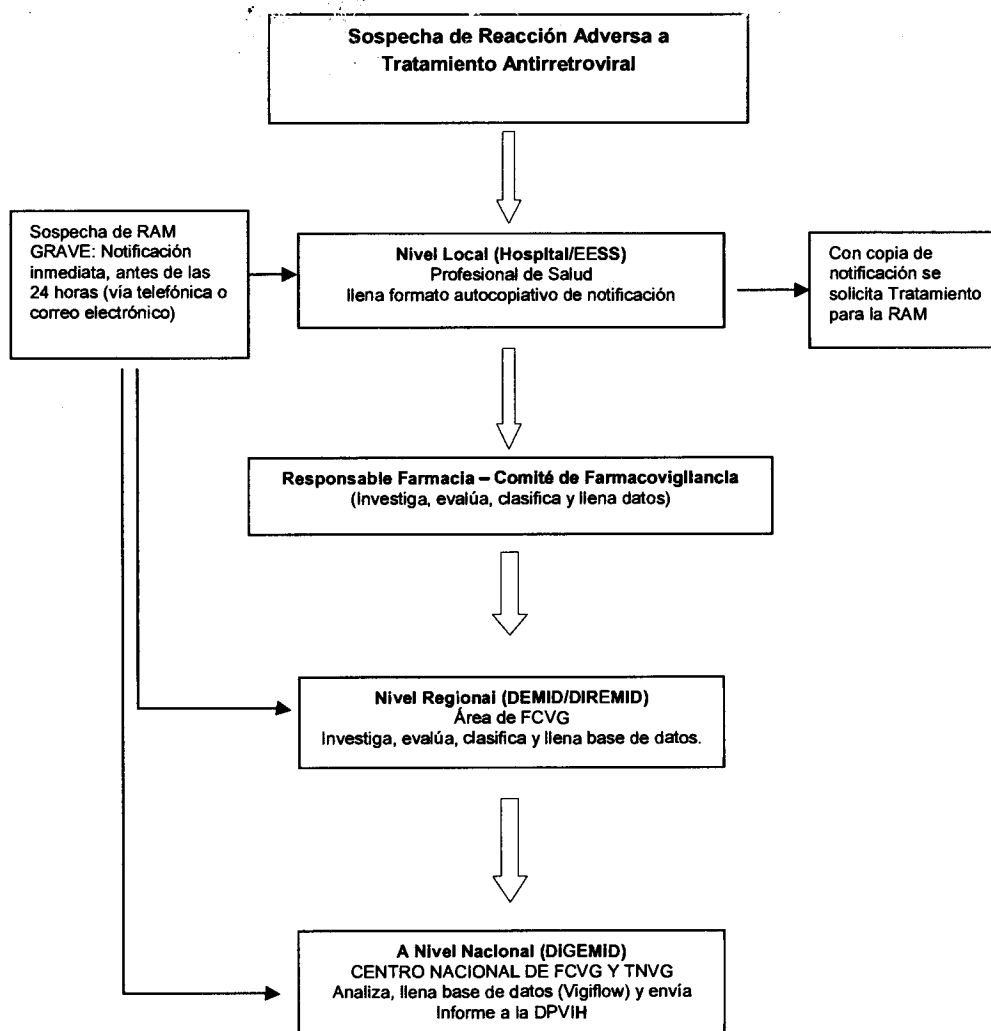 Sospecha de Reacción Adversa a
Tratamiento Antirretroviral
Sospecha de RAM
GRAVE: Notificación
inmediata, antes de las
24 horas (vía telefónica o
correo electrónico)
Nivel Local (Hospital/EESS)
Profesional de Salud
llena formato autocopiativo de notificación
Con copia de
notificación se
solicita Tratamiento
para la RAM
Responsable Farmacia – Comité de Farmacovigilancia
(Investiga, evalúa, clasifica y llena datos)
Nivel Regional (DEMID/DIREMID)
Área de FCVG
Investiga, evalúa, clasifica y llena base de datos.
A Nivel Nacional (DIGEMID)
CENTRO NACIONAL DE FCVG Y TNVG
Analiza, llena base de datos (Vigiflow) y envía
Informe a la DPVIH